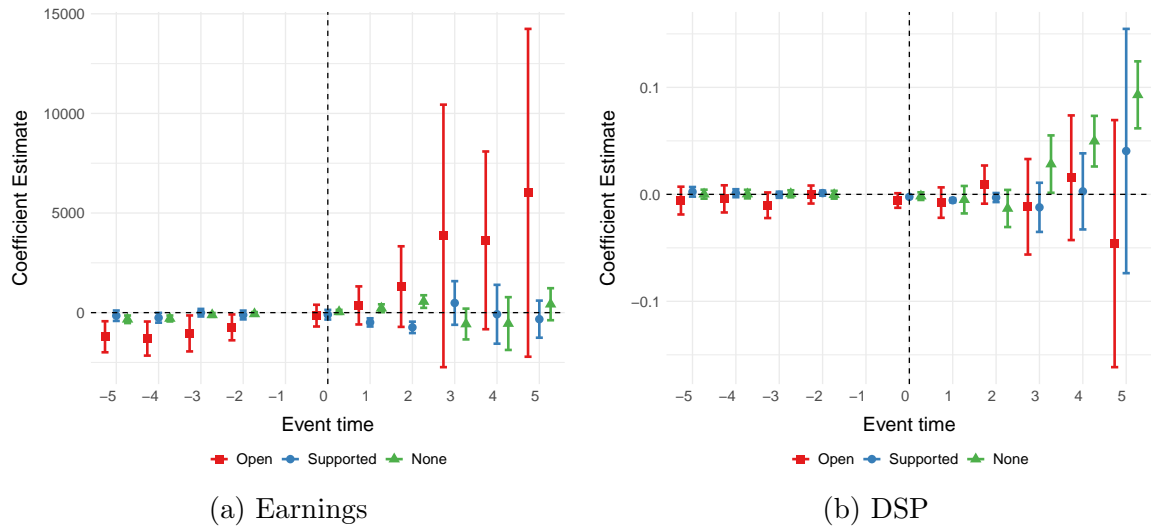 15000
10000
5000
0
Coefficient Estimate
−5 −4 −3 −2 −1 0 1 2 3 4 5
Event time
Open Supported None
(a) Earnings
0.1
0.0
−0.1
Coefficient Estimate
−5 −4 −3 −2 −1 0 1 2 3 4 5
Event time
Open Supported None
(b) DSP